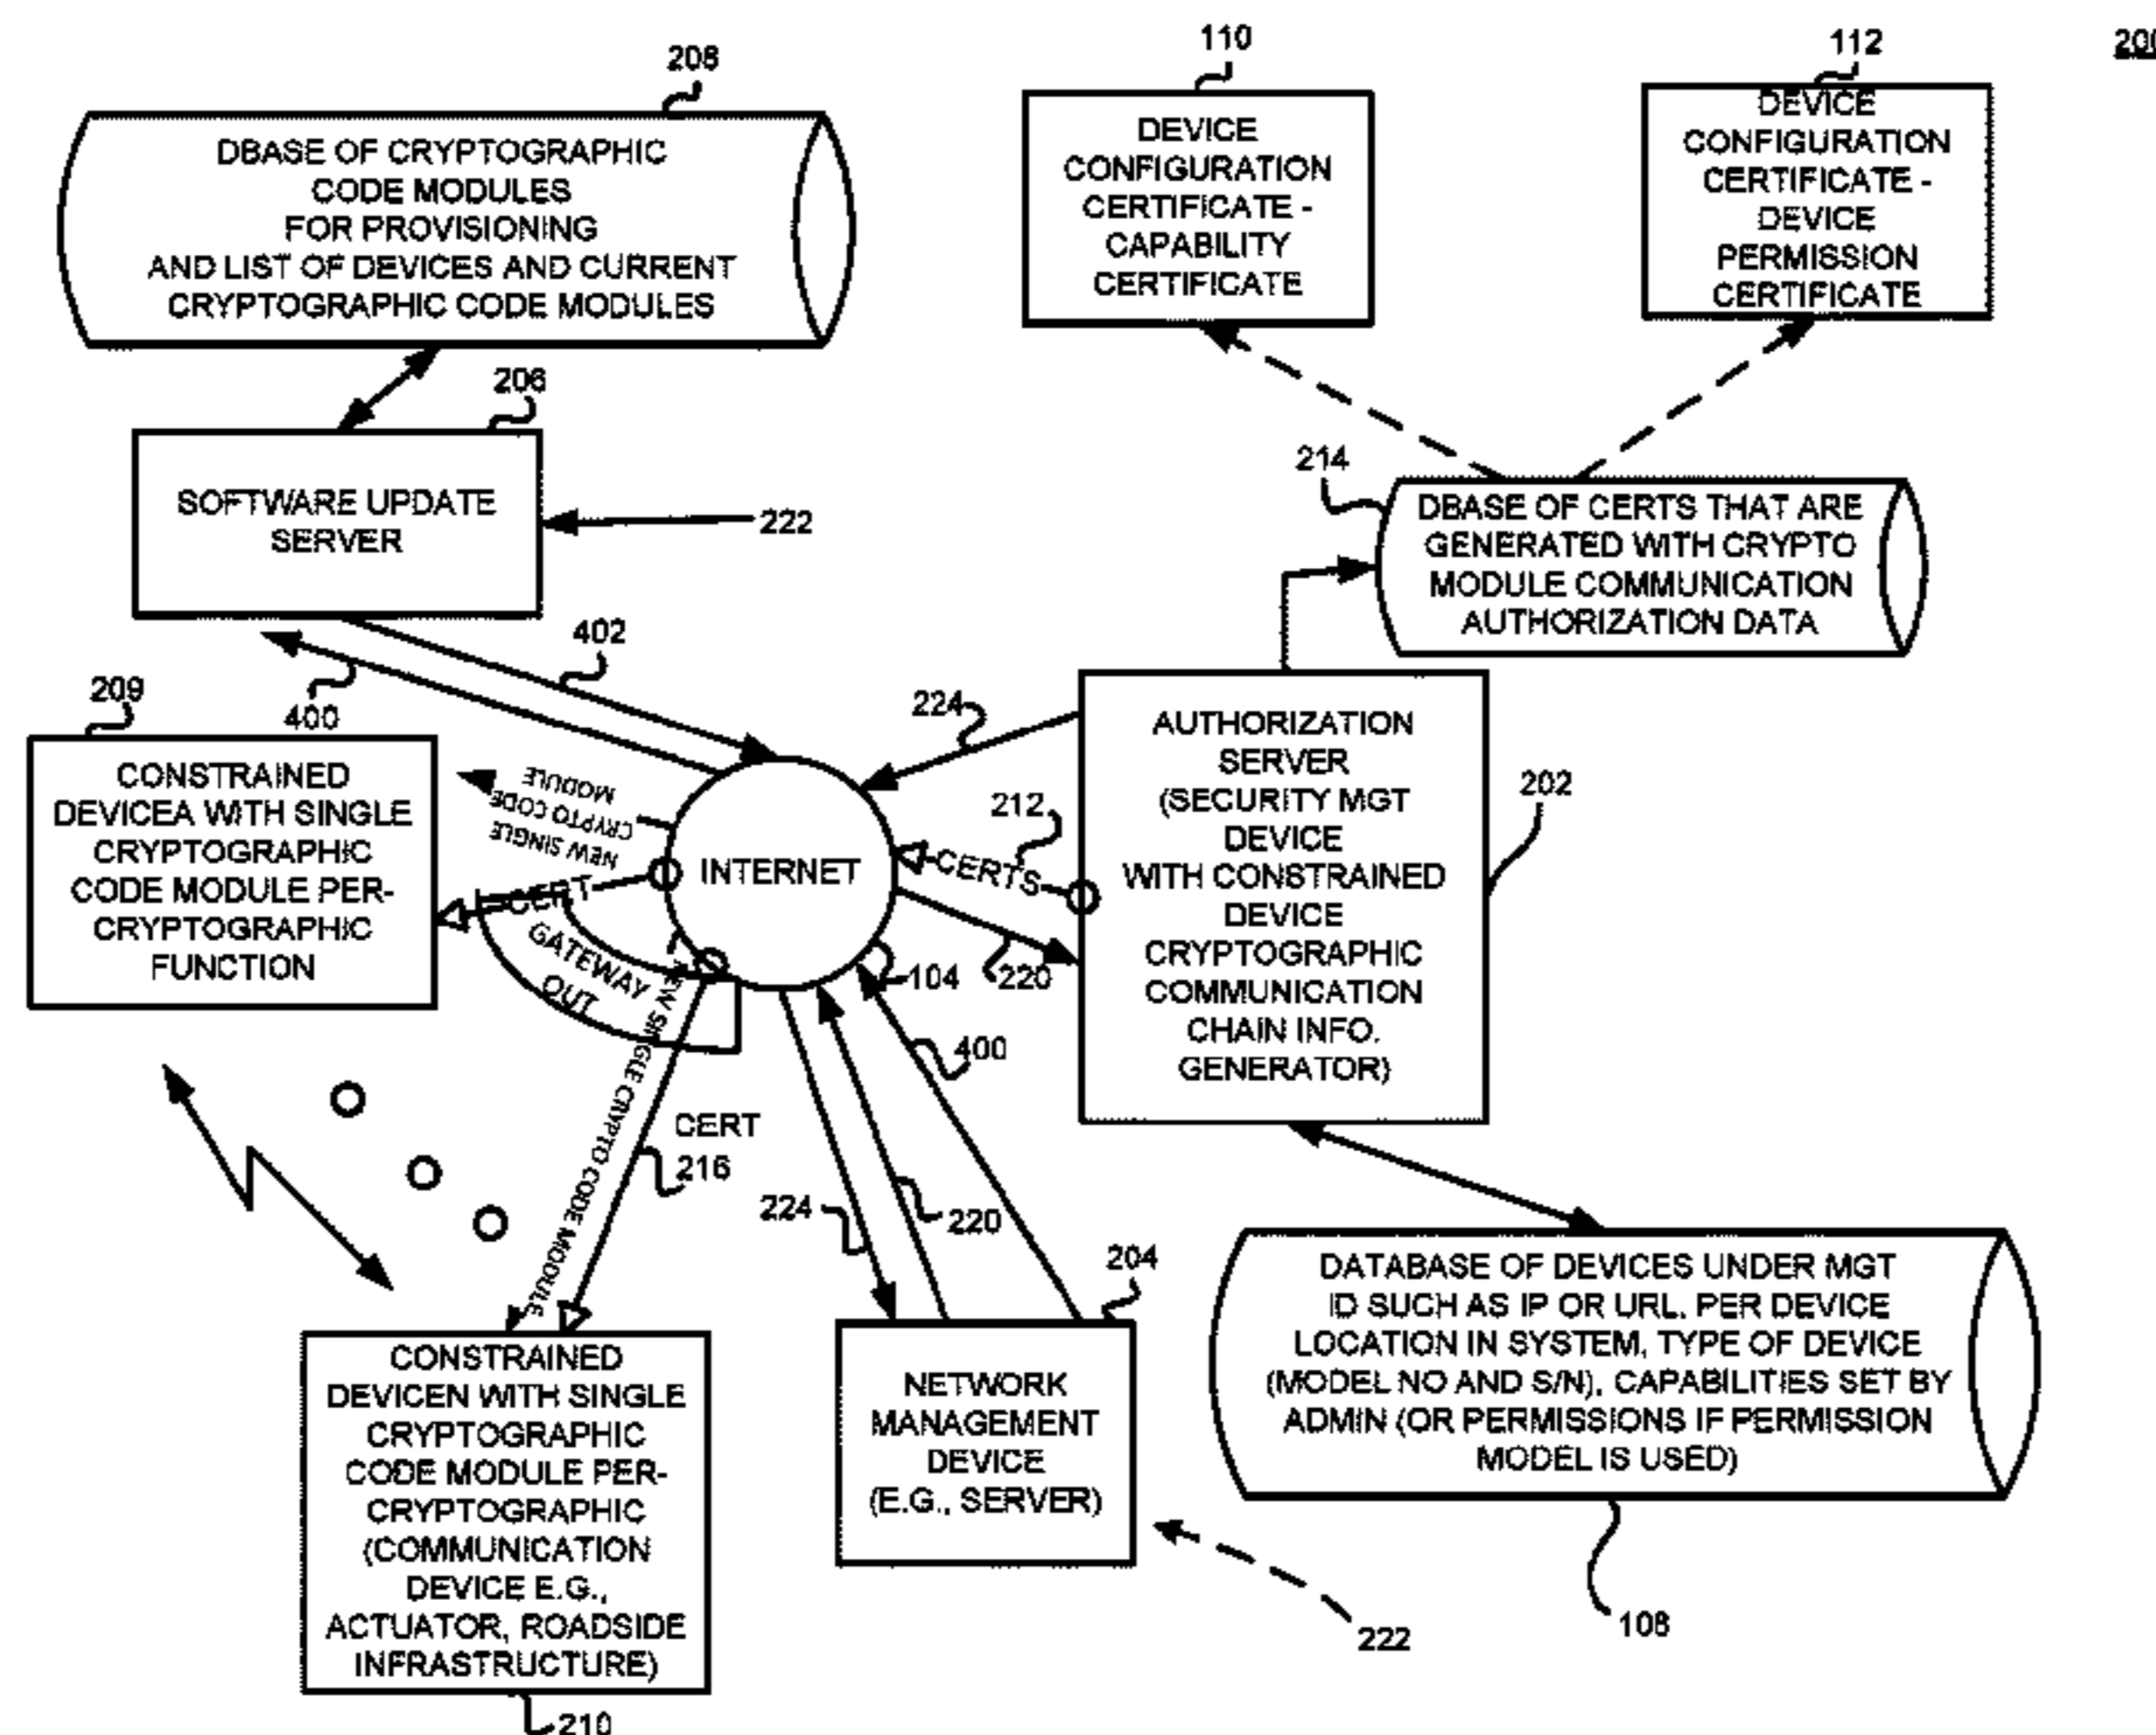 208
DBASE OF CRYPTOGRAPHIC
CODE MODULES
FOR PROVISIONING
AND LIST OF DEVICES AND CURRENT
CRYPTOGRAPHIC CODE MODULES
110
DEVICE
CONFIGURATION
CERTIFICATE -
CAPABILITY
CERTIFICATE
112
DEVICE
CONFIGURATION
CERTIFICATE -
DEVICE
PERMISSION
CERTIFICATE
206
SOFTWARE UPDATE
SERVER
222
214
DBASE OF CERTS THAT ARE
GENERATED WITH CRYPTO
MODULE COMMUNICATION
AUTHORIZATION DATA
402
400
209
CONSTRAINED
DEVICEA WITH SINGLE
CRYPTOGRAPHIC
CODE MODULE PER-
CRYPTOGRAPHIC
FUNCTION
NEW SINGLE
CRYPTO CODE
MODULE
CERT
GATEWAY
OUT
INTERNET
104
224
212
CERTS
220
AUTHORIZATION
SERVER
(SECURITY MGT
DEVICE
WITH CONSTRAINED
DEVICE
CRYPTOGRAPHIC
COMMUNICATION
CHAIN INFO.
GENERATOR)
202
NEW SINGLE CRYPTO CODE MODULE
CERT
216
224
220
400
204
NETWORK
MANAGEMENT
DEVICE
(E.G., SERVER)
222
CONSTRAINED
DEVICEN WITH SINGLE
CRYPTOGRAPHIC
CODE MODULE PER-
CRYPTOGRAPHIC
(COMMUNICATION
DEVICE E.G.,
ACTUATOR, ROADSIDE
INFRASTRUCTURE)
210
DATABASE OF DEVICES UNDER MGT
ID SUCH AS IP OR URL. PER DEVICE
LOCATION IN SYSTEM, TYPE OF DEVICE
(MODEL NO AND S/N), CAPABILITIES SET BY
ADMIN (OR PERMISSIONS IF PERMISSION
MODEL IS USED)
108